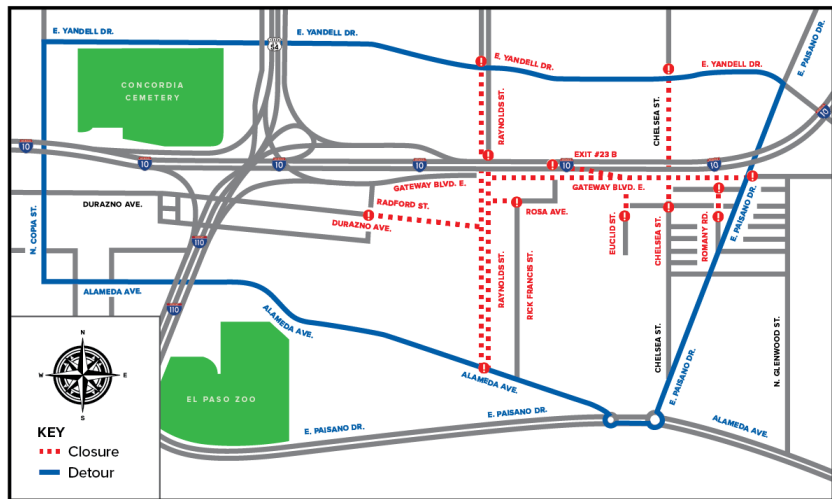 E. YANDELL DR.
E. YANDELL DR.
54
E. YANDELL DR.
E. YANDELL DR.
E. PAISANO DR.
CONCORDIA
CEMETERY
RAYNOLDS ST.
CHELSEA ST.
10
10
10
10
EXIT #23 B
10
10
10
GATEWAY BLVD. E.
GATEWAY BLVD. E.
DURAZNO AVE.
RADFORD ST.
DURAZNO AVE.
ROSA AVE.
N. COPIA ST.
110
EUCLID ST.
CHELSEA ST.
ROMANY RD.
E. PAISANO DR.
RAYNOLDS ST.
RICK FRANCIS ST.
ALAMEDA AVE.
110
ALAMEDA AVE.
CHELSEA ST.
N. GLENWOOD ST.
E. PAISANO DR.
ALAMEDA AVE.
N
W
E
S
EL PASO ZOO
E. PAISANO DR.
E. PAISANO DR.
ALAMEDA AVE.
KEY
Closure
Detour